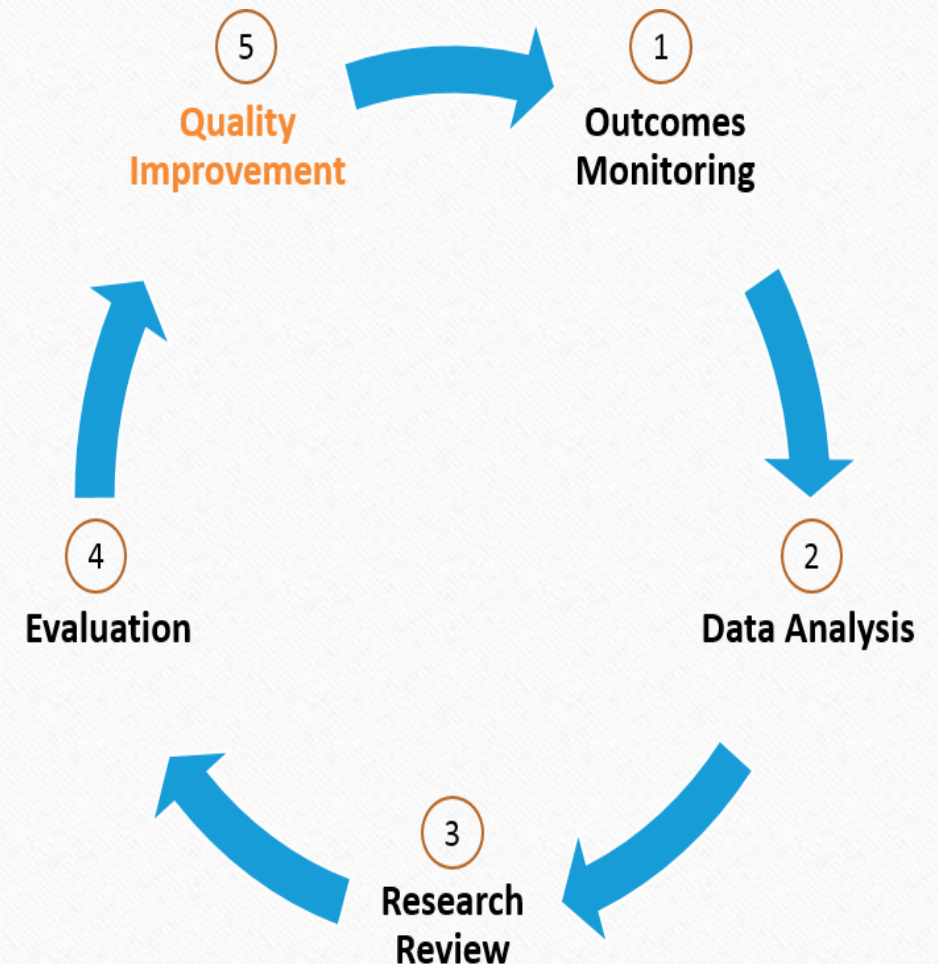 1
Outcomes
Monitoring
2
Data Analysis
3
Research
Review
4
Evaluation
5
Quality
Improvement